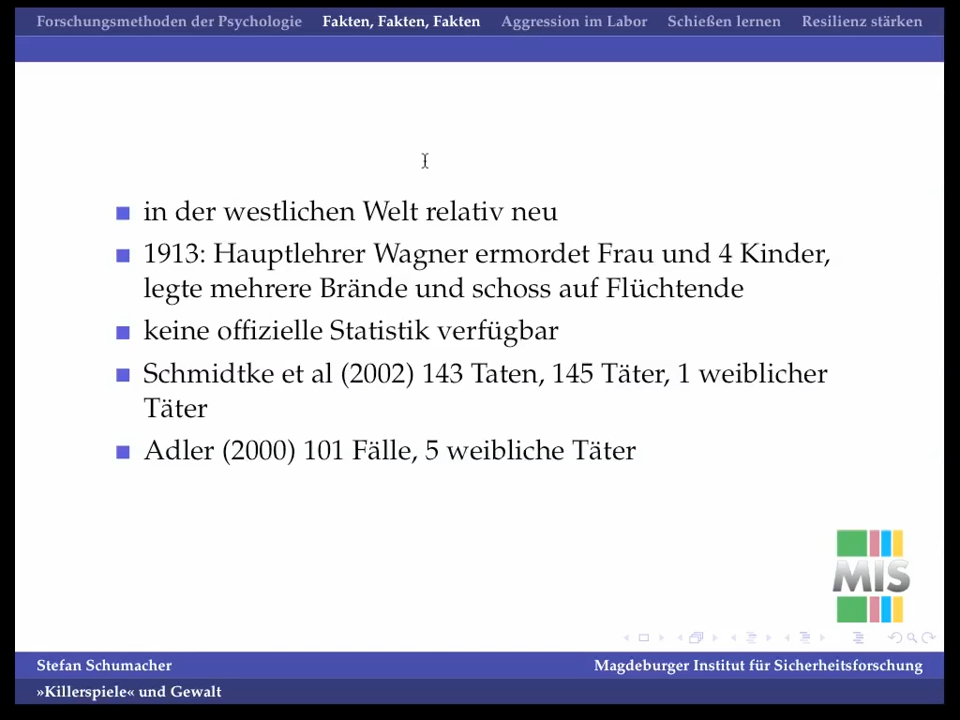 Forschungsmethoden der Psychologie Fakten, Fakten, Fakten Aggression im Labor Schießen lernen Resilienz stärken
in der westlichen Welt relativ neu
1913: Hauptlehrer Wagner ermordet Frau und 4 Kinder,
legte mehrere Brände und schoss auf Flüchtende
keine offizielle Statistik verfügbar
Schmidtke et al (2002) 143 Taten, 145 Täter, 1 weiblicher
Täter
Adler (2000) 101 Fälle, 5 weibliche Täter
MIS
Stefan Schumacher Magdeburger Institut für Sicherheitsforschung
»Killerspiele« und Gewalt